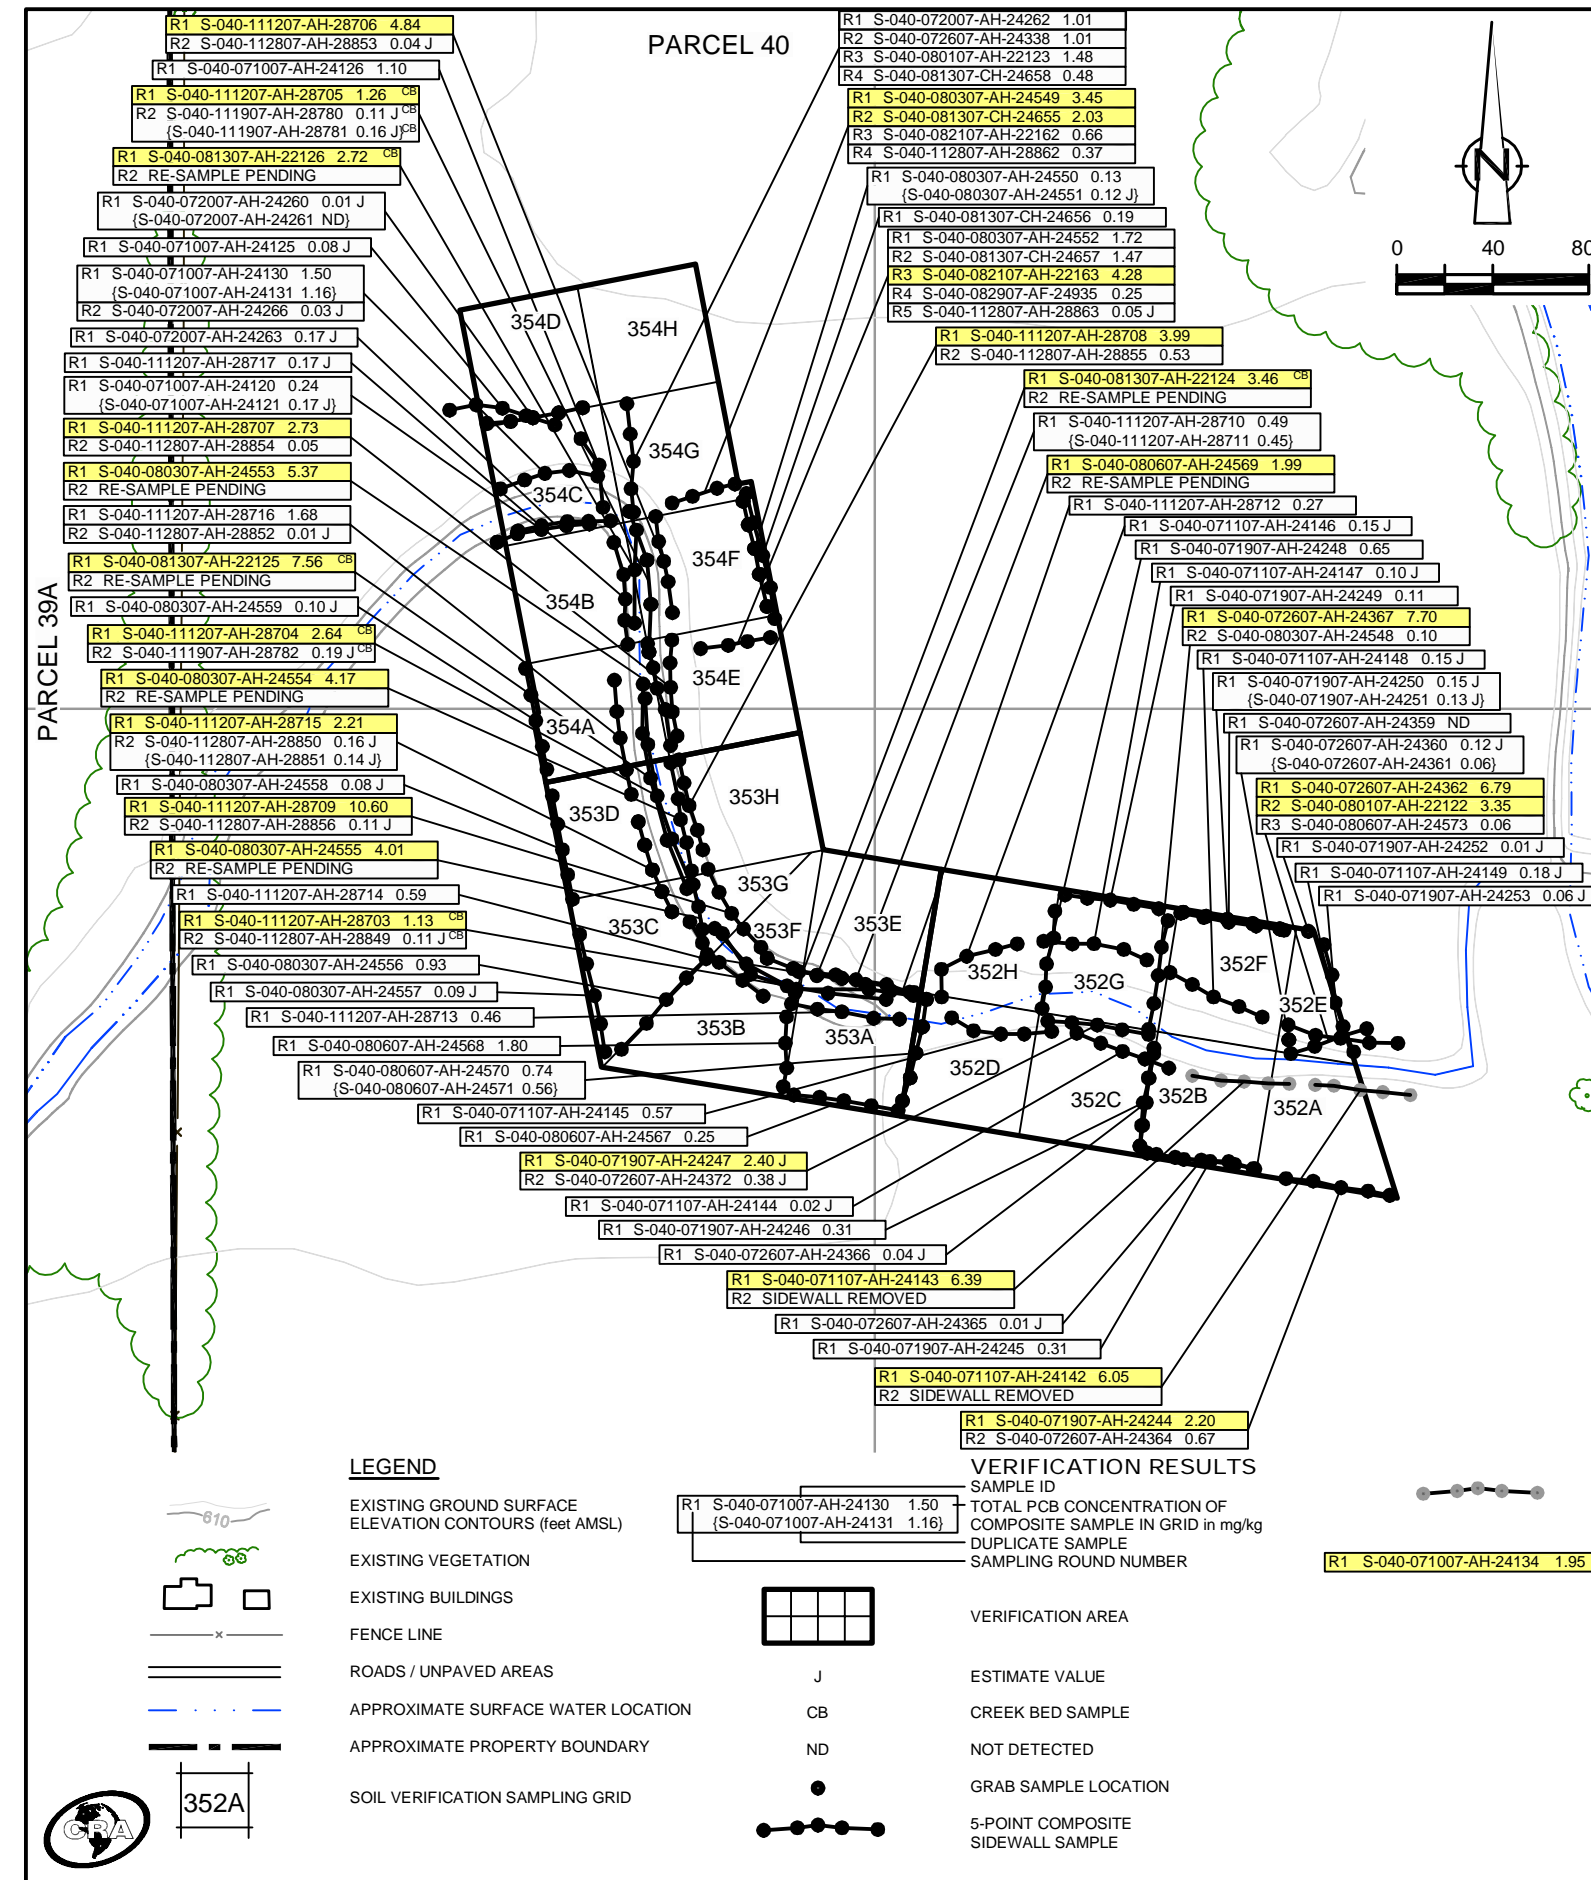 PARCEL 40
R1 S-040-111207-AH-28706 4.84
R2 S-040-112807-AH-28853 0.04 J
R1 S-040-071007-AH-24126 1.10
R1 S-040-111207-AH-28705 1.26 CB
R2 S-040-111907-AH-28780 0.11 J CB
{S-040-111907-AH-28781 0.16 J} CB
R1 S-040-081307-AH-22126 2.72 CB
R2 RE-SAMPLE PENDING
R1 S-040-072007-AH-24260 0.01 J
{S-040-072007-AH-24261 ND}
R1 S-040-071007-AH-24125 0.08 J
R1 S-040-071007-AH-24130 1.50
{S-040-071007-AH-24131 1.16}
R2 S-040-072007-AH-24266 0.03 J
R1 S-040-072007-AH-24263 0.17 J
R1 S-040-111207-AH-28717 0.17 J
R1 S-040-071007-AH-24120 0.24
{S-040-071007-AH-24121 0.17 J}
R1 S-040-111207-AH-28707 2.73
R2 S-040-112807-AH-28854 0.05
R1 S-040-080307-AH-24553 5.37
R2 RE-SAMPLE PENDING
R1 S-040-111207-AH-28716 1.68
R2 S-040-112807-AH-28852 0.01 J
R1 S-040-081307-AH-22125 7.56 CB
R2 RE-SAMPLE PENDING
R1 S-040-080307-AH-24559 0.10 J
R1 S-040-111207-AH-28704 2.64 CB
R2 S-040-111907-AH-28782 0.19 J CB
R1 S-040-080307-AH-24554 4.17
R2 RE-SAMPLE PENDING
R1 S-040-111207-AH-28715 2.21
R2 S-040-112807-AH-28850 0.16 J
{S-040-112807-AH-28851 0.14 J}
R1 S-040-080307-AH-24558 0.08 J
R1 S-040-111207-AH-28709 10.60
R2 S-040-112807-AH-28856 0.11 J
R1 S-040-080307-AH-24555 4.01
R2 RE-SAMPLE PENDING
R1 S-040-111207-AH-28714 0.59
R1 S-040-111207-AH-28703 1.13 CB
R2 S-040-112807-AH-28849 0.11 J CB
R1 S-040-080307-AH-24556 0.93
R1 S-040-080307-AH-24557 0.09 J
R1 S-040-111207-AH-28713 0.46
R1 S-040-080607-AH-24568 1.80
R1 S-040-080607-AH-24570 0.74
{S-040-080607-AH-24571 0.56}
R1 S-040-071107-AH-24145 0.57
R1 S-040-080607-AH-24567 0.25
R1 S-040-071907-AH-24247 2.40 J
R2 S-040-072607-AH-24372 0.38 J
R1 S-040-071107-AH-24144 0.02 J
R1 S-040-071907-AH-24246 0.31
R1 S-040-072607-AH-24366 0.04 J
R1 S-040-071107-AH-24143 6.39
R2 SIDEWALL REMOVED
R1 S-040-072607-AH-24365 0.01 J
R1 S-040-071907-AH-24245 0.31
R1 S-040-071107-AH-24142 6.05
R2 SIDEWALL REMOVED
R1 S-040-071907-AH-24244 2.20
R2 S-040-072607-AH-24364 0.67
R1 S-040-072007-AH-24262 1.01
R2 S-040-072607-AH-24338 1.01
R3 S-040-080107-AH-22123 1.48
R4 S-040-081307-CH-24658 0.48
R1 S-040-080307-AH-24549 3.45
R2 S-040-081307-CH-24655 2.03
R3 S-040-082107-AH-22162 0.66
R4 S-040-112807-AH-28862 0.37
R1 S-040-080307-AH-24550 0.13
{S-040-080307-AH-24551 0.12 J}
R1 S-040-081307-CH-24656 0.19
R1 S-040-080307-AH-24552 1.72
R2 S-040-081307-CH-24657 1.47
R3 S-040-082107-AH-22163 4.28
R4 S-040-082907-AF-24935 0.25
R5 S-040-112807-AH-28863 0.05 J
R1 S-040-111207-AH-28708 3.99
R2 S-040-112807-AH-28855 0.53
R1 S-040-081307-AH-22124 3.46 CB
R2 RE-SAMPLE PENDING
R1 S-040-111207-AH-28710 0.49
{S-040-111207-AH-28711 0.45}
R1 S-040-080607-AH-24569 1.99
R2 RE-SAMPLE PENDING
R1 S-040-111207-AH-28712 0.27
R1 S-040-071107-AH-24146 0.15 J
R1 S-040-071907-AH-24248 0.65
R1 S-040-071107-AH-24147 0.10 J
R1 S-040-071907-AH-24249 0.11
R1 S-040-072607-AH-24367 7.70
R2 S-040-080307-AH-24548 0.10
R1 S-040-071107-AH-24148 0.15 J
R1 S-040-071907-AH-24250 0.15 J
{S-040-071907-AH-24251 0.13 J}
R1 S-040-072607-AH-24359 ND
R1 S-040-072607-AH-24360 0.12 J
{S-040-072607-AH-24361 0.06}
R1 S-040-072607-AH-24362 6.79
R2 S-040-080107-AH-22122 3.35
R3 S-040-080607-AH-24573 0.06
R1 S-040-071907-AH-24252 0.01 J
R1 S-040-071107-AH-24149 0.18 J
R1 S-040-071907-AH-24253 0.06 J
N
0 40 80
PARCEL 39A
354D
354H
354G
354C
354F
354B
354E
354A
353H
353D
353G
353C
353F
353E
353B
353A
352H
352G
352F
352E
352D
352C
352B
352A
LEGEND
610
EXISTING GROUND SURFACE
ELEVATION CONTOURS (feet AMSL)
EXISTING VEGETATION
EXISTING BUILDINGS
x
FENCE LINE
ROADS / UNPAVED AREAS
APPROXIMATE SURFACE WATER LOCATION
APPROXIMATE PROPERTY BOUNDARY
352A
SOIL VERIFICATION SAMPLING GRID
CRA
VERIFICATION RESULTS
R1 S-040-071007-AH-24130 1.50
{S-040-071007-AH-24131 1.16}
SAMPLE ID
TOTAL PCB CONCENTRATION OF
COMPOSITE SAMPLE IN GRID in mg/kg
DUPLICATE SAMPLE
SAMPLING ROUND NUMBER
VERIFICATION AREA
J ESTIMATE VALUE
CB CREEK BED SAMPLE
ND NOT DETECTED
GRAB SAMPLE LOCATION
5-POINT COMPOSITE
SIDEWALL SAMPLE
R1 S-040-071007-AH-24134 1.95